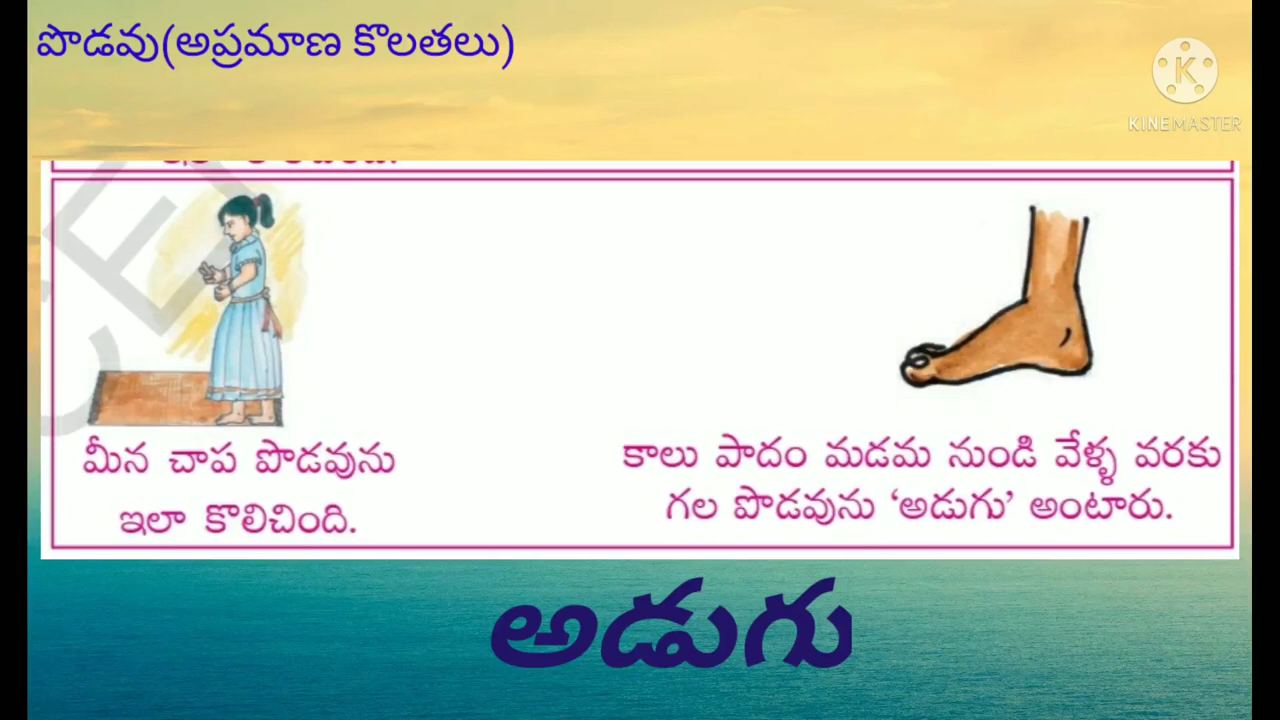 పొడవు(అప్రమాణ కొలతలు)
K
KINEMASTER
మీన చాప పొడవును
ఇలా కొలిచింది.
కాలు పాదం మడమ నుండి వేళ్ళ వరకు
గల పొడవును ‘అడుగు’ అంటారు.
అడుగు